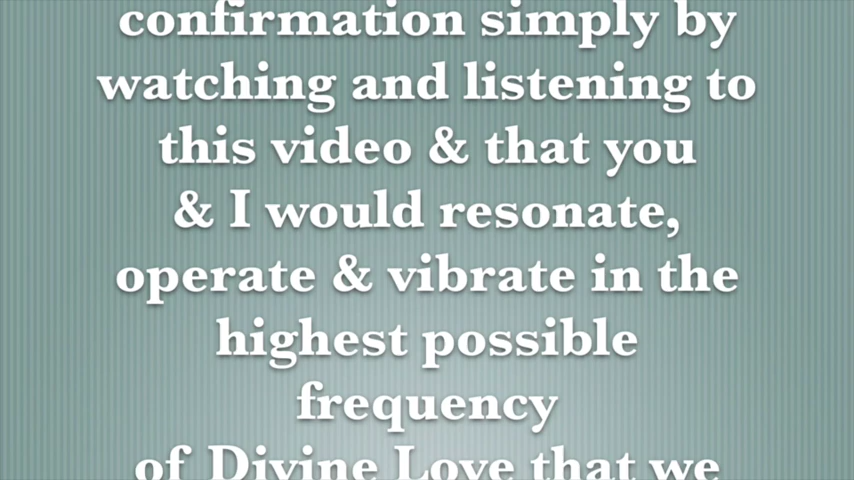 confirmation simply by
watching and listening to
this video & that you
& I would resonate,
operate & vibrate in the
highest possible
frequency
of Divine Love that we